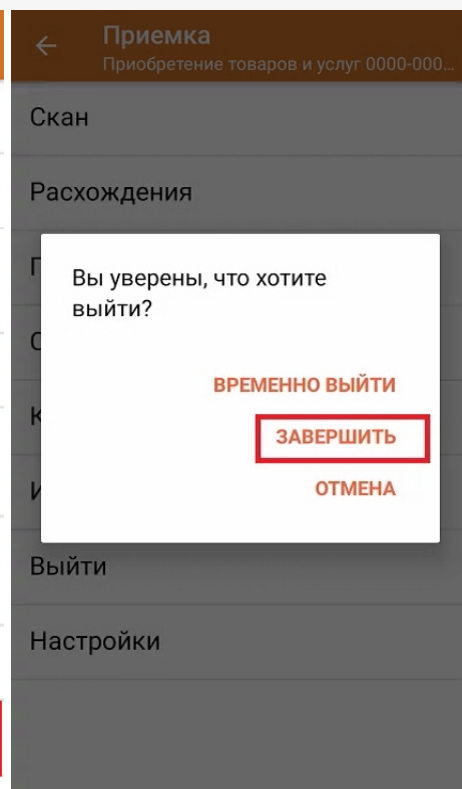 Приемка
Приобретение товаров и услуг 0000-000...
Скан
Расхождения
Вы уверены, что хотите
выйти?
ВРЕМЕННО ВЫЙТИ
ЗАВЕРШИТЬ
ОТМЕНА
Выйти
Настройки